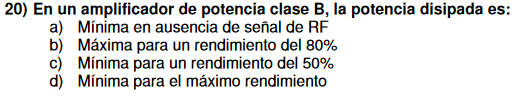 20) En un amplificador de potencia clase B, la potencia disipada es:
a) Mínima en ausencia de señal de RF
b) Máxima para un rendimiento del 80%
c) Mínima para un rendimiento del 50%
d) Mínima para el máximo rendimiento